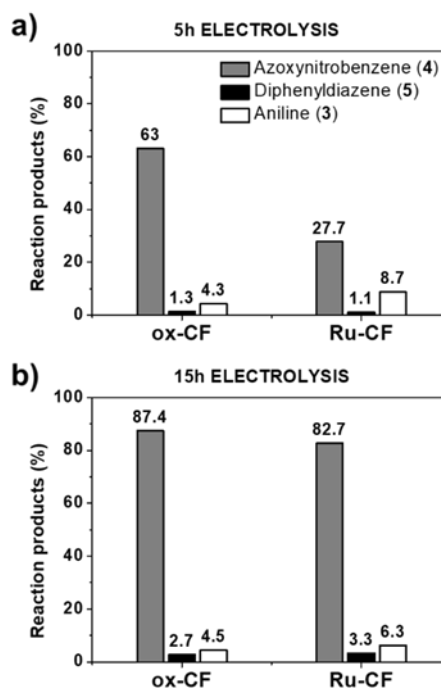 a)
5h ELECTROLYSIS
Reaction products (%)
100
80
60
40
20
0
Azoxynitrobenzene (4)
Diphenyldiazene (5)
Aniline (3)
63
1.3
4.3
27.7
1.1
8.7
ox-CF
Ru-CF
b)
15h ELECTROLYSIS
Reaction products (%)
100
80
60
40
20
0
87.4
2.7
4.5
82.7
3.3
6.3
ox-CF
Ru-CF